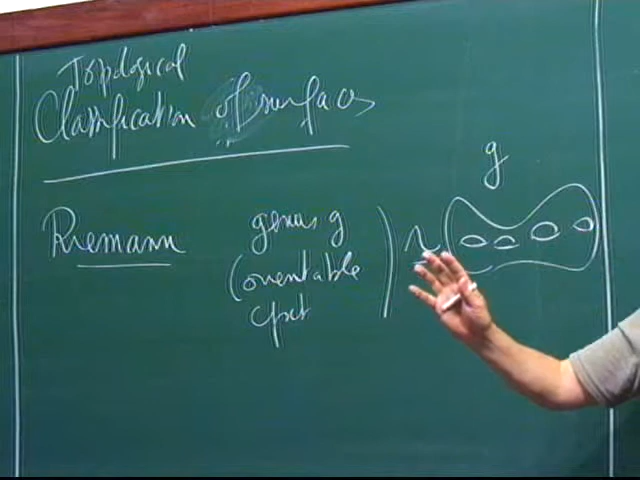 Topological
Classification of surfaces
g
Riemann genus g ~
(orientable
cpct )